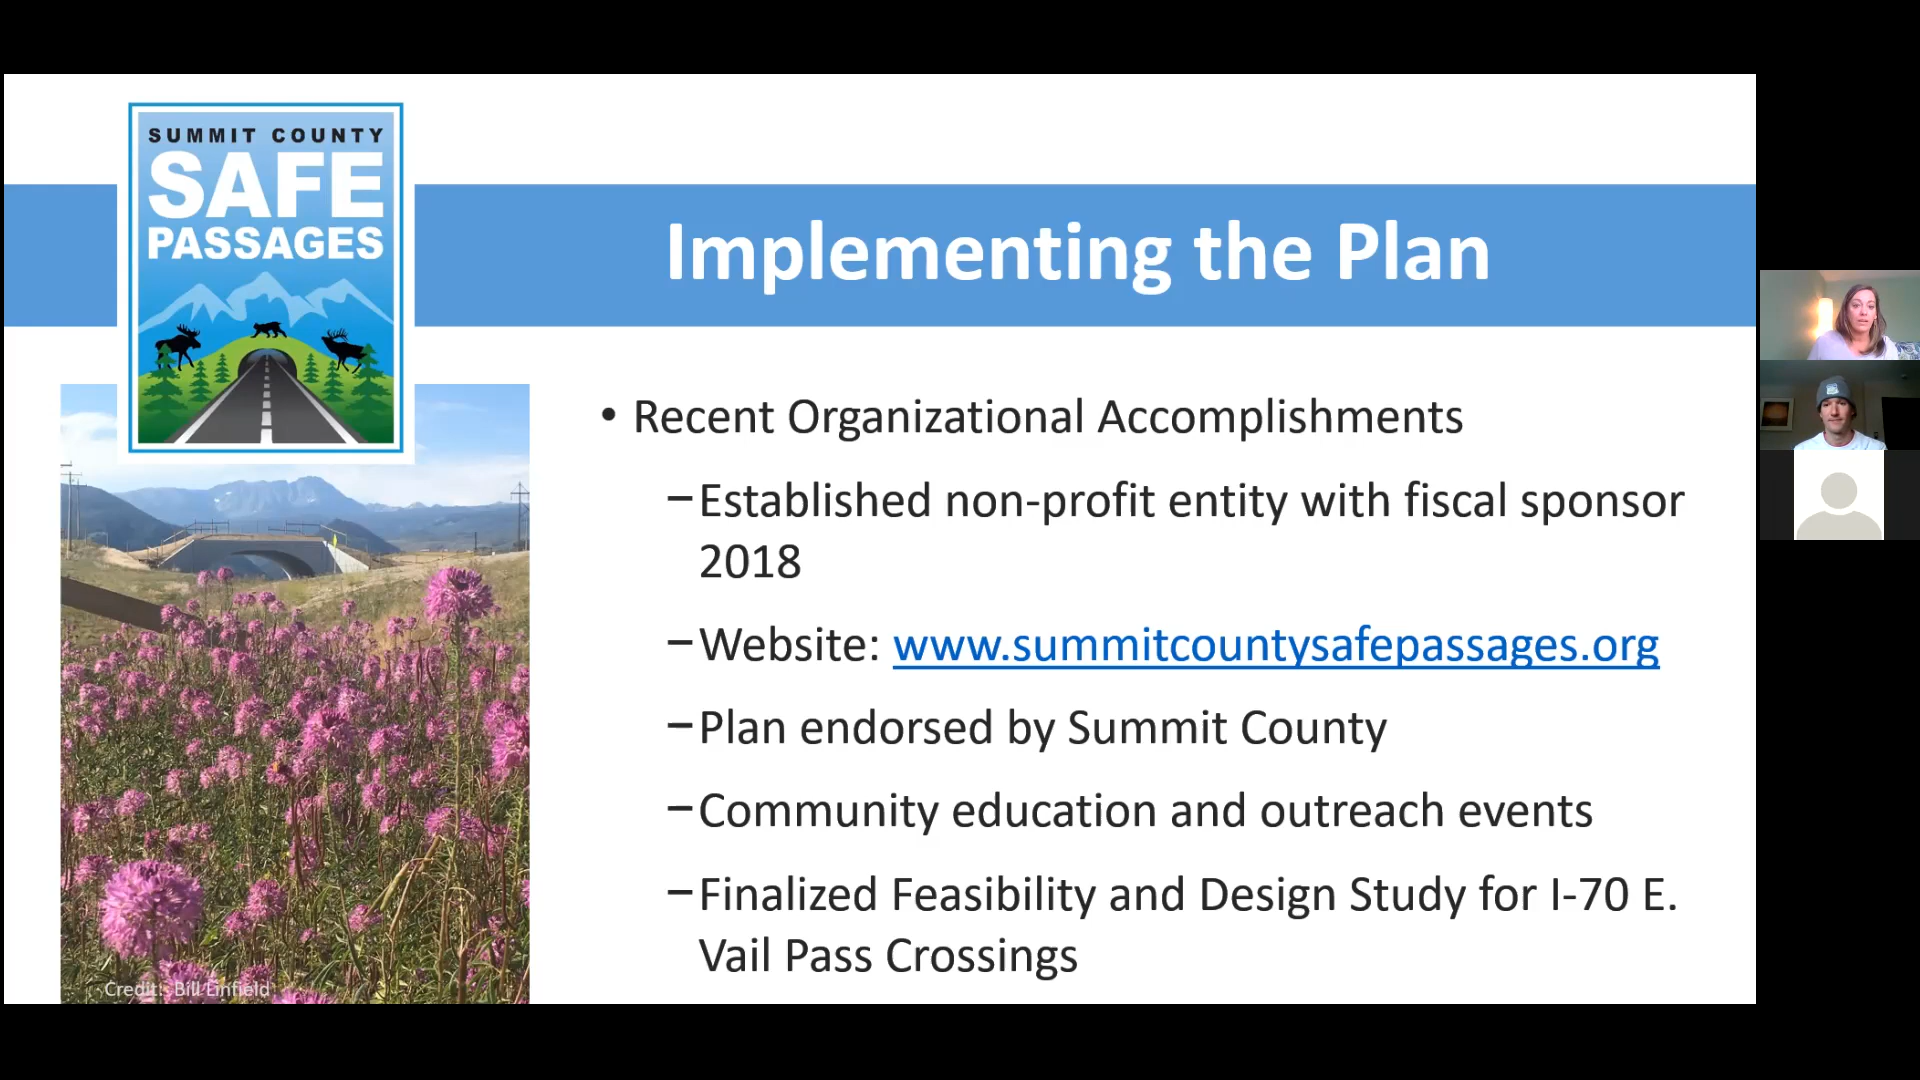 SUMMIT COUNTY
SAFE
PASSAGES
Implementing the Plan
• Recent Organizational Accomplishments
–Established non-profit entity with fiscal sponsor
2018
–Website: www.summitcountysafepassages.org
–Plan endorsed by Summit County
–Community education and outreach events
–Finalized Feasibility and Design Study for I-70 E.
Vail Pass Crossings
Credit: Bill Linfield